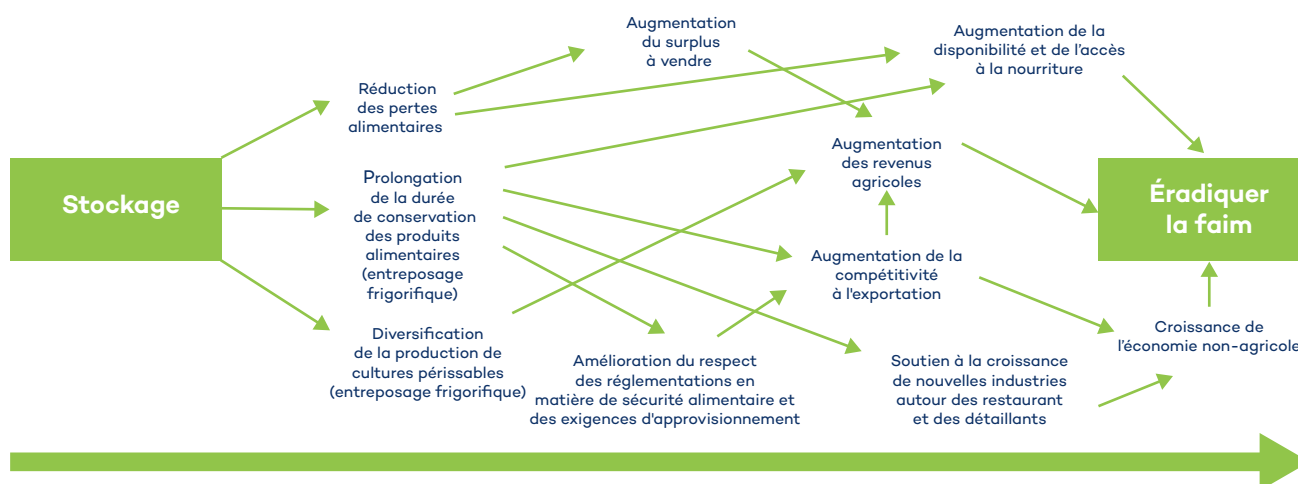 Stockage
Réduction
des pertes
alimentaires
Prolongation
de la durée
de conservation
des produits
alimentaires
(entreposage
frigorifique)
Diversification
de la production de
cultures périssables
(entreposage frigorifique)
Augmentation
du surplus
à vendre
Amélioration du respect
des réglementations en
matière de sécurité alimentaire et
des exigences d'approvisionnement
Augmentation de la
disponibilité et de l'accès
à la nourriture
Augmentation
des revenus
agricoles
Augmentation de la
compétitivité
à l'exportation
Soutien à la croissance
de nouvelles industries
autour des restaurant
et des détaillants
Éradiquer
la faim
Croissance de
l'économie non-agricole